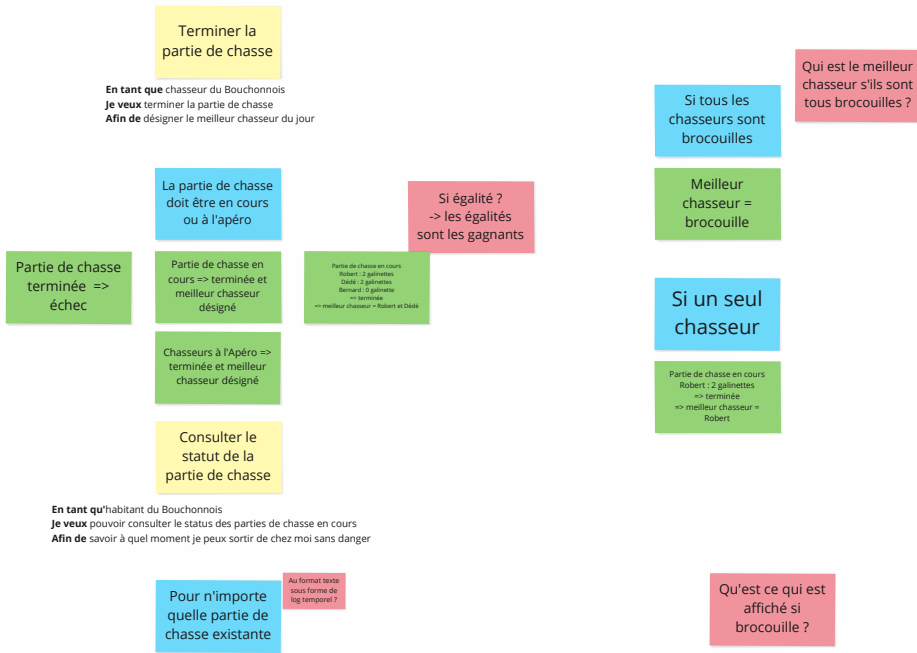 Terminer la
partie de chasse
En tant que chasseur du Bouchonnois
Je veux terminer la partie de chasse
Afin de désigner le meilleur chasseur du jour
Qui est le meilleur
chasseur s'ils sont
tous brocouilles ?
Si tous les
chasseurs sont
brocouilles
La partie de chasse
doit être en cours
ou à l'apéro
Si égalité ?
-> les égalités
sont les gagnants
Meilleur
chasseur =
brocouille
Partie de chasse
terminée =>
échec
Partie de chasse en
cours => terminée et
meilleur chasseur
désigné
Partie de chasse en cours
Robert : 2 galinettes
Dédé : 2 galinettes
Bernard : 0 galinette
=> terminée
=> meilleur chasseur = Robert et Dédé
Si un seul
chasseur
Chasseurs à l'Apéro =>
terminée et meilleur
chasseur désigné
Partie de chasse en cours
Robert : 2 galinettes
=> terminée
=> meilleur chasseur =
Robert
Consulter le
statut de la
partie de chasse
En tant qu'habitant du Bouchonnois
Je veux pouvoir consulter le status des parties de chasse en cours
Afin de savoir à quel moment je peux sortir de chez moi sans danger
Pour n'importe
quelle partie de
chasse existante
Au format texte
sous forme de
log temporel ?
Qu'est ce qui est
affiché si
brocouille ?